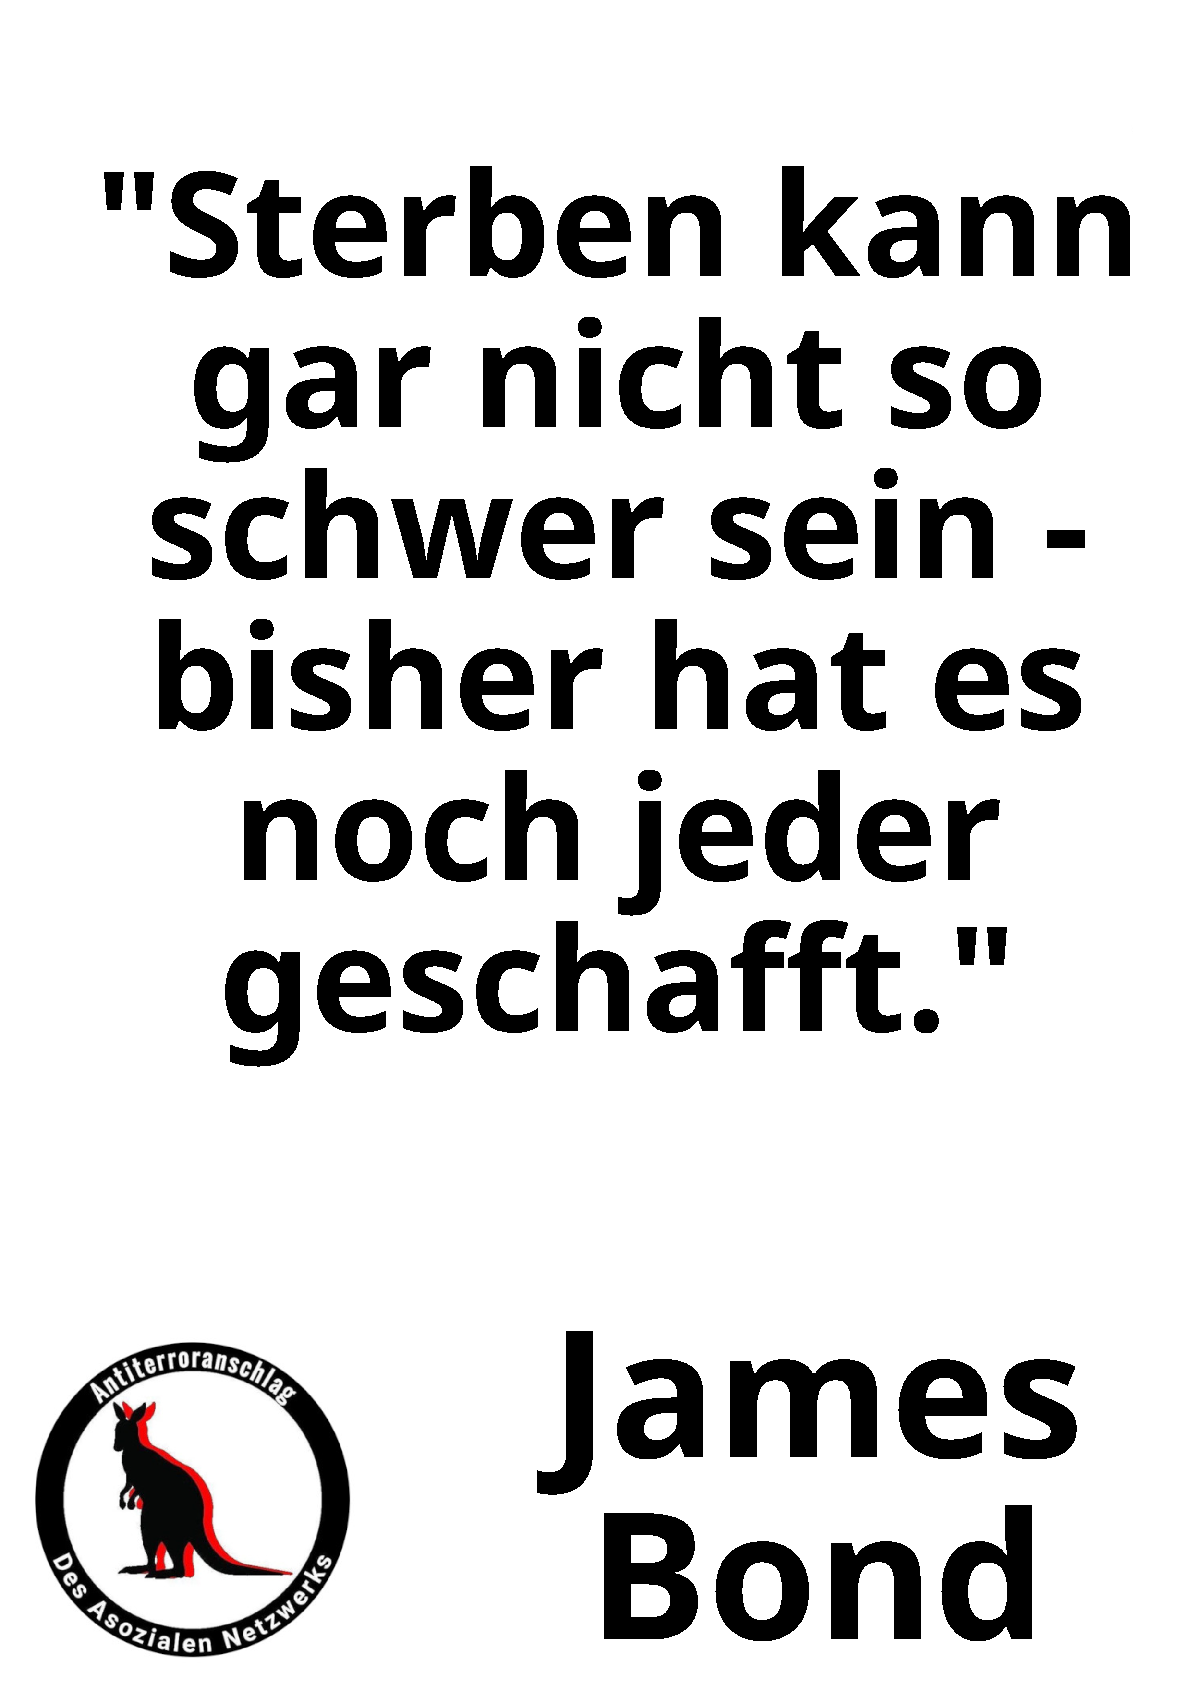 "Sterben kann
gar nicht so
schwer sein -
bisher hat es
noch jeder
geschafft."
Antiterroranschlag
Des Asozialen Netzwerks
James
Bond